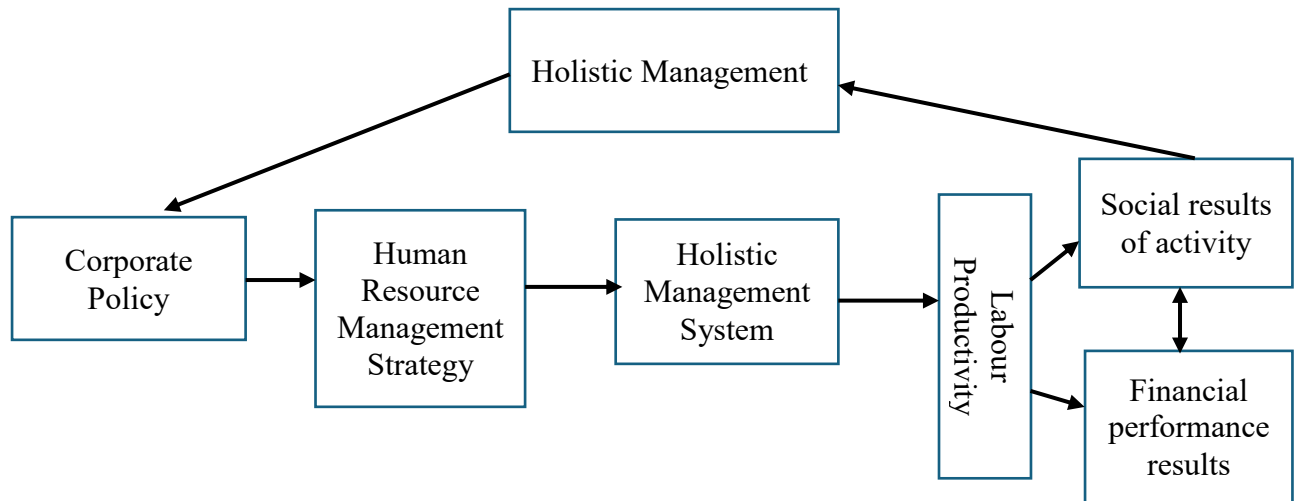 Holistic Management
Corporate
Policy
Human
Resource
Management
Strategy
Holistic
Management
System
Labour
Productivity
Social results
of activity
Financial
performance
results